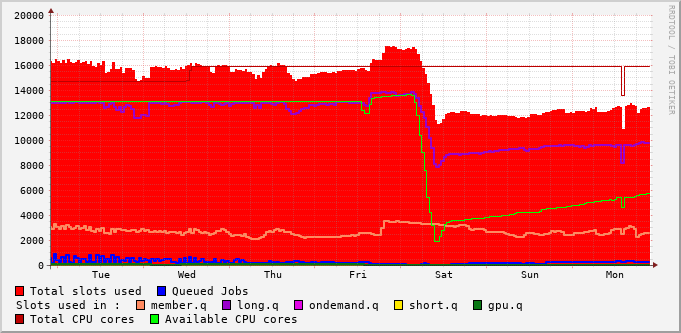 20000
18000
16000
14000
12000
10000
8000
6000
4000
2000
0
Tue Wed Thu Fri Sat Sun Mon
Total slots used Queued Jobs
Slots used in : member.q long.q ondemand.q short.q gpu.q
Total CPU cores Available CPU cores
RRDTOOL / TOBI OETIKER